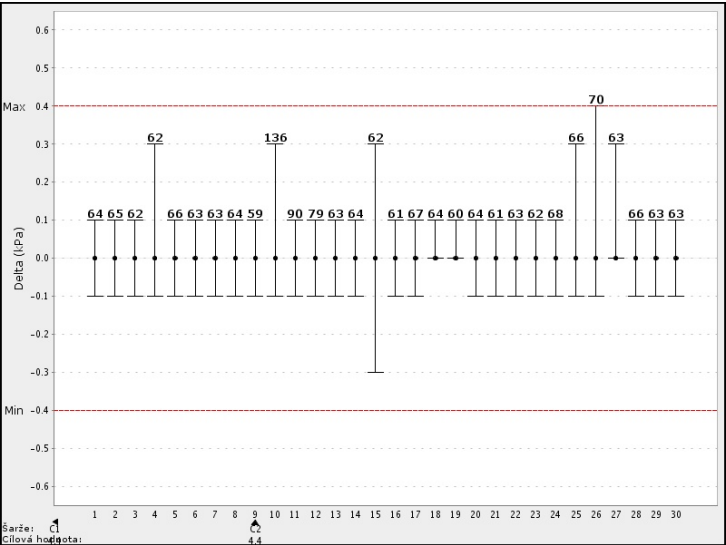 0.6
0.5
Max 0.4
70
0.3
62 136 62 66 63
0.2
0.1
64 65 62 66 63 63 64 59 90 79 63 64 61 67 64 60 64 61 63 62 68 66 63 63
Delta (kPa)
0.0
-0.1
-0.2
-0.3
Min -0.4
-0.5
-0.6
1 2 3 4 5 6 7 8 9 10 11 12 13 14 15 16 17 18 19 20 21 22 23 24 25 26 27 28 29 30
Šarže: C1 C2
Cílová hodnota: 4.4